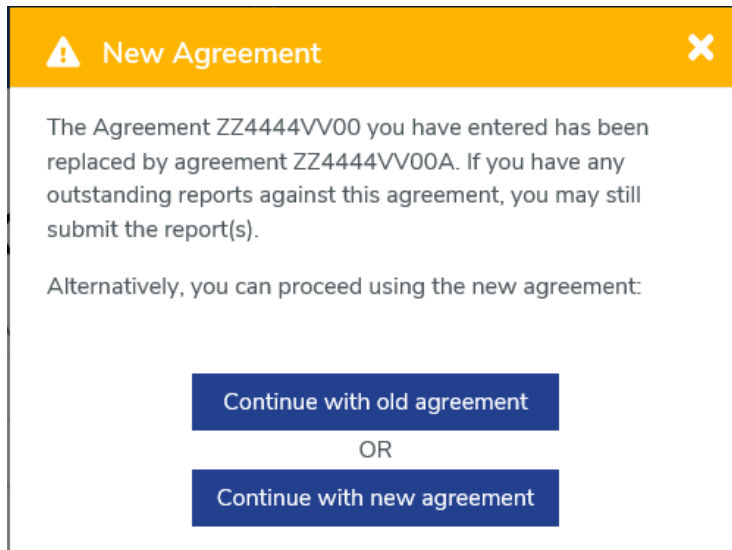 New Agreement
The Agreement ZZ4444VV00 you have entered has been
replaced by agreement ZZ4444VV00A. If you have any
outstanding reports against this agreement, you may still
submit the report(s).
Alternatively, you can proceed using the new agreement:
Continue with old agreement
OR
Continue with new agreement